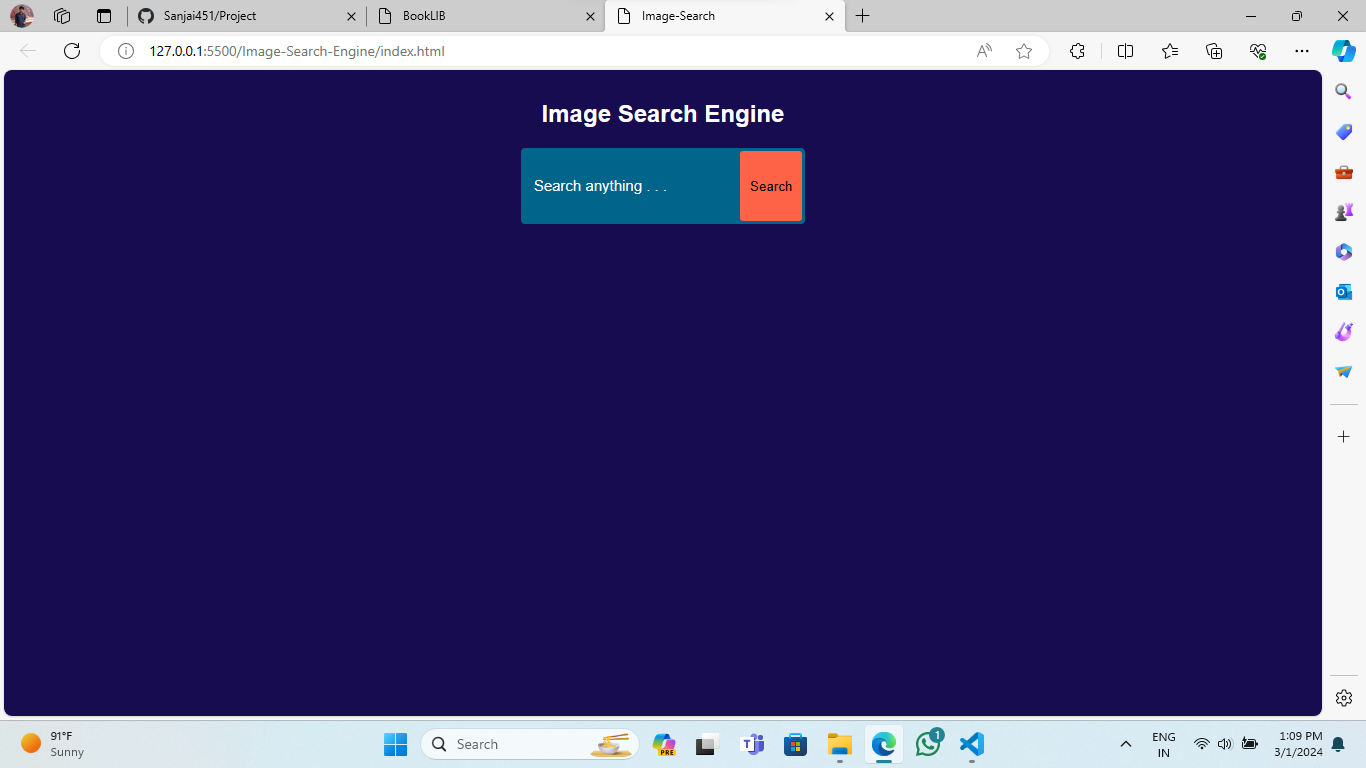 Sanjai451/Project
BookLIB
Image-Search
127.0.0.1:5500/Image-Search-Engine/index.html
Image Search Engine
Search anything . . .
Search
91°F
Sunny
Search
PRE
1
ENG
IN
1:09 PM
3/1/2024